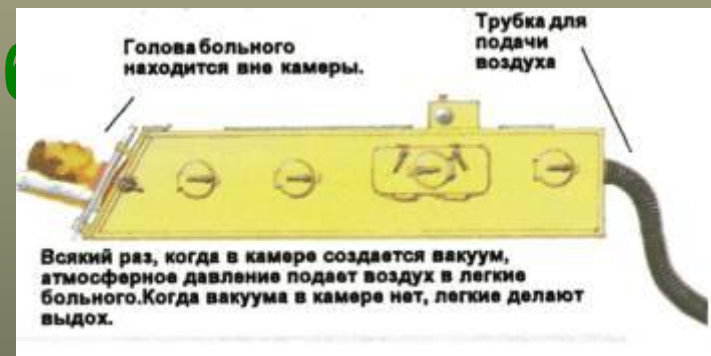 Голова больного
находится вне камеры.
Трубка для
подачи
воздуха
Всякий раз, когда в камере создается вакуум,
атмосферное давление подает воздух в легкие
больного.Когда вакуума в камере нет, легкие делают
выдох.